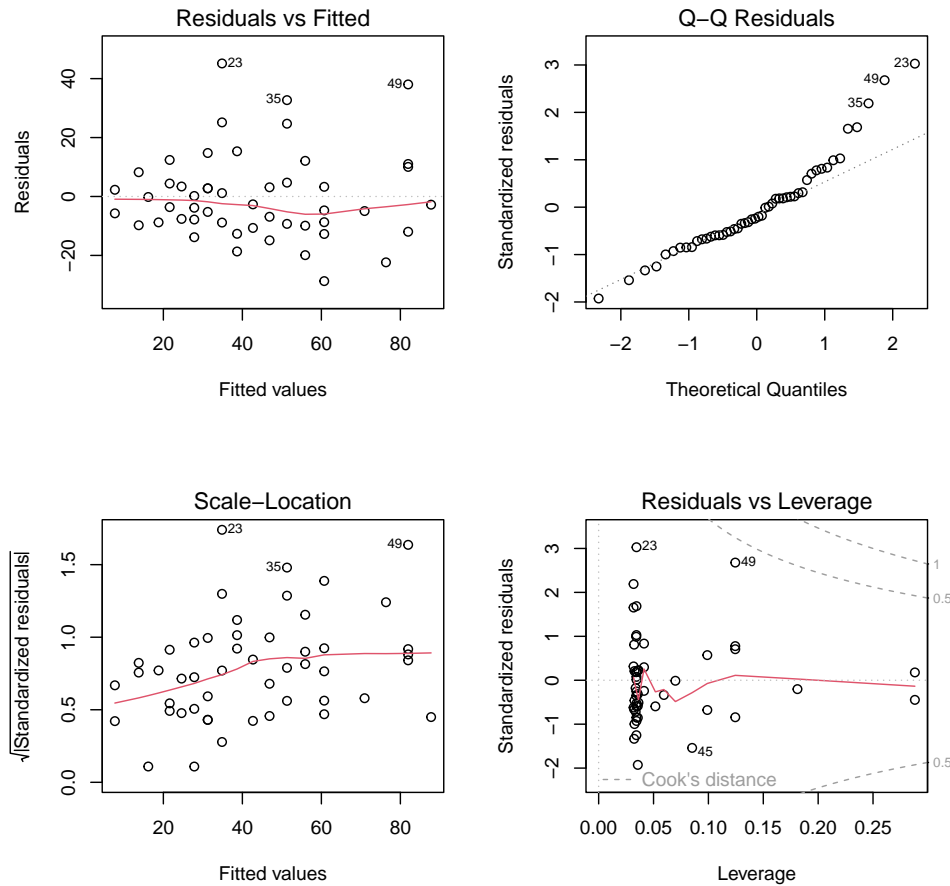 Residuals vs Fitted
Residuals
−20 0 20 40
23
35
49
20 40 60 80
Fitted values
Q−Q Residuals
Standardized residuals
−2 −1 0 1 2 3
23
49
35
−2 −1 0 1 2
Theoretical Quantiles
Scale−Location
√|Standardized residuals|
0.0 0.5 1.0 1.5
23
35
49
20 40 60 80
Fitted values
Residuals vs Leverage
Standardized residuals
−2 −1 0 1 2 3
23
49
45
1
0.5
0.5
Cook's distance
0.00 0.05 0.10 0.15 0.20 0.25
Leverage